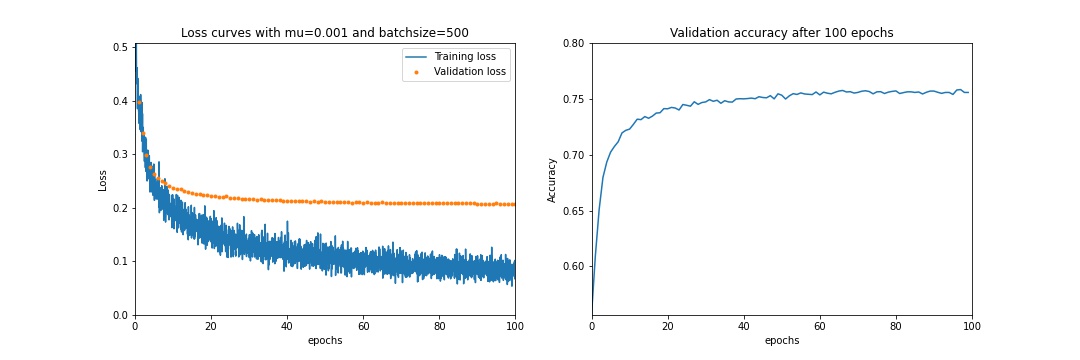 Loss curves with mu=0.001 and batchsize=500
0.5
0.4
0.3
0.2
0.1
0.0
Loss
0
20
40
60
80
100
epochs
Training loss
Validation loss
Validation accuracy after 100 epochs
0.80
0.75
0.70
0.65
0.60
Accuracy
0
20
40
60
80
100
epochs